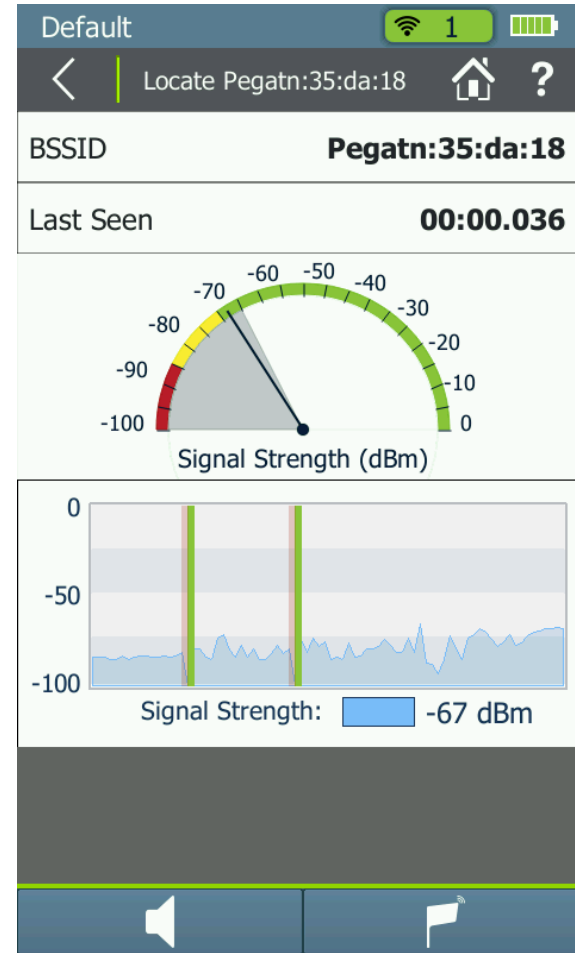 Default 1
Locate Pegatn:35:da:18 ?
BSSID Pegatn:35:da:18
Last Seen 00:00.036
-100 -90 -80 -70 -60 -50 -40 -30 -20 -10 0
Signal Strength (dBm)
0
-50
-100
Signal Strength: -67 dBm